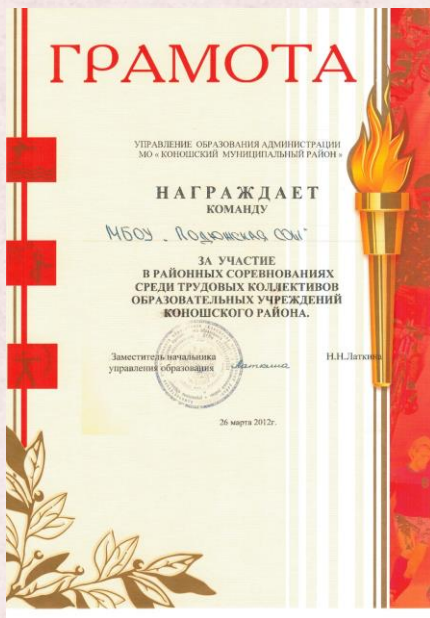 ГРАМОТА
УПРАВЛЕНИЕ ОБРАЗОВАНИЯ АДМИНИСТРАЦИИ
МО « КОНОШСКИЙ МУНИЦИПАЛЬНЫЙ РАЙОН »
НАГРАЖДАЕТ
КОМАНДУ
МБОУ „ Подюжская СОШ"
ЗА УЧАСТИЕ
В РАЙОННЫХ СОРЕВНОВАНИЯХ
СРЕДИ ТРУДОВЫХ КОЛЛЕКТИВОВ
ОБРАЗОВАТЕЛЬНЫХ УЧРЕЖДЕНИЙ
КОНОШСКОГО РАЙОНА.
Заместитель начальника Н.Н.Латкина
управления образования Латкина
26 марта 2012г.